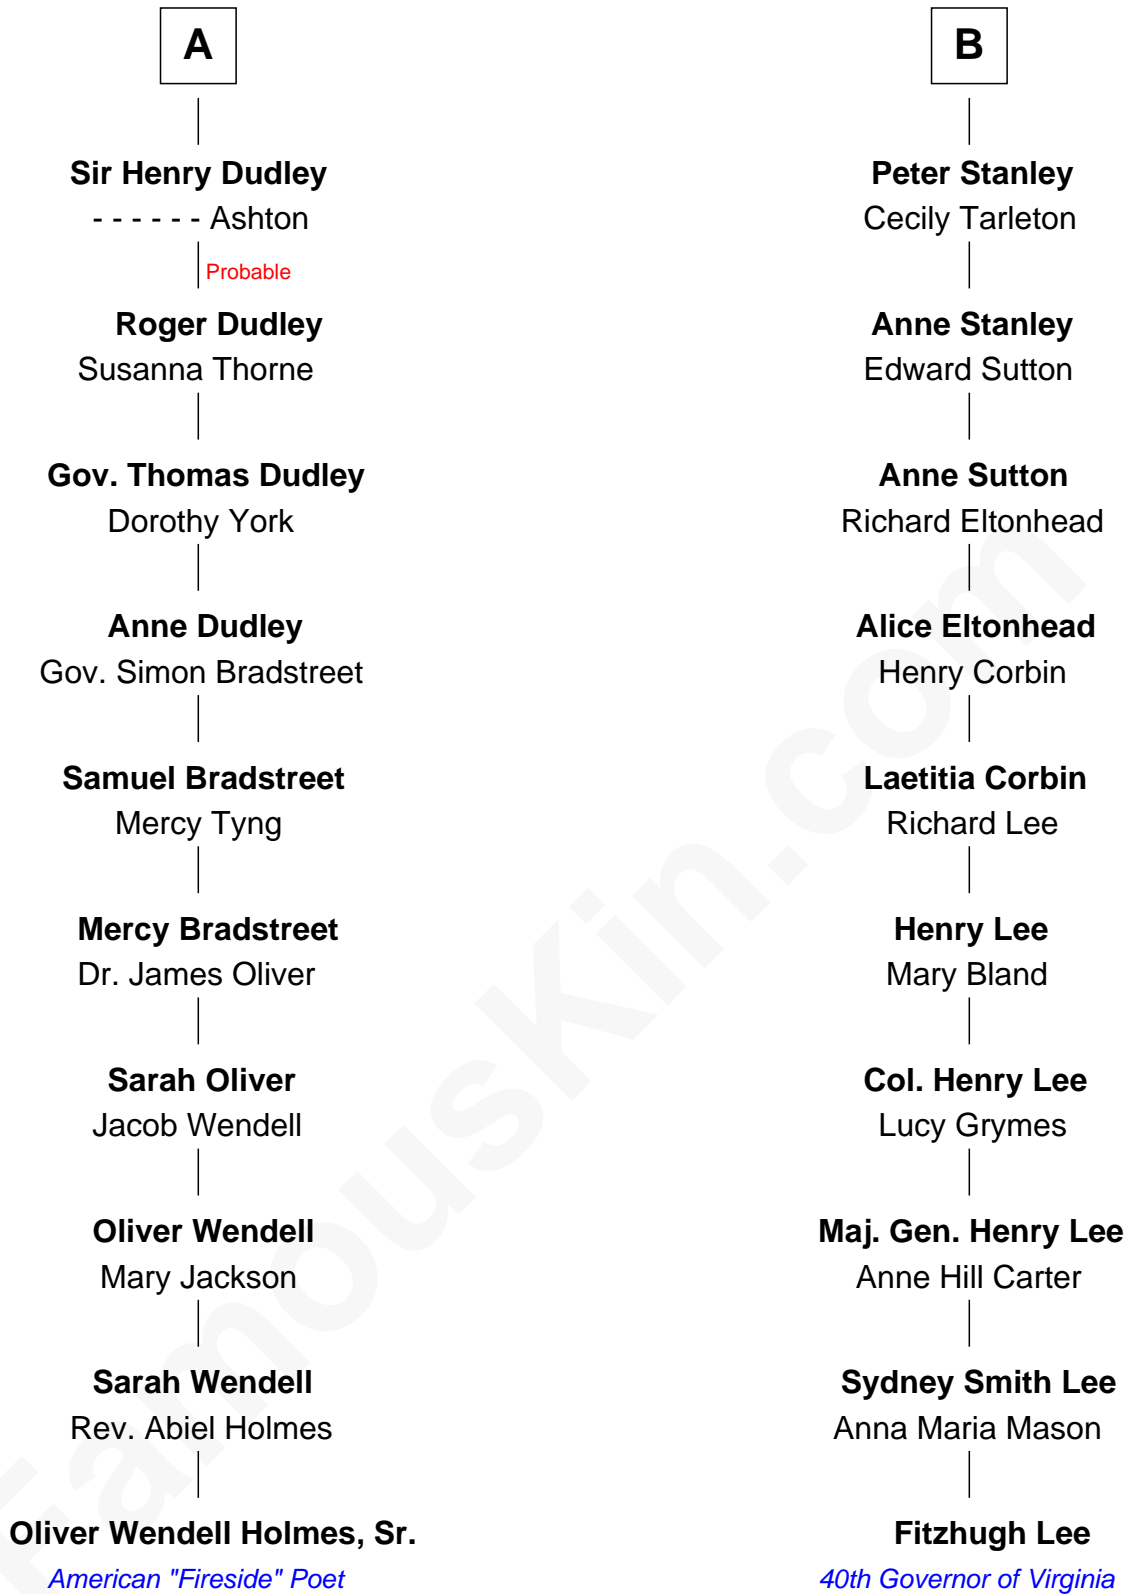 A
Sir Henry Dudley
- - - - - - Ashton
Probable
Roger Dudley
Susanna Thorne
Gov. Thomas Dudley
Dorothy York
Anne Dudley
Gov. Simon Bradstreet
Samuel Bradstreet
Mercy Tyng
Mercy Bradstreet
Dr. James Oliver
Sarah Oliver
Jacob Wendell
Oliver Wendell
Mary Jackson
Sarah Wendell
Rev. Abiel Holmes
Oliver Wendell Holmes, Sr.
American "Fireside" Poet
B
Peter Stanley
Cecily Tarleton
Anne Stanley
Edward Sutton
Anne Sutton
Richard Eltonhead
Alice Eltonhead
Henry Corbin
Laetitia Corbin
Richard Lee
Henry Lee
Mary Bland
Col. Henry Lee
Lucy Grymes
Maj. Gen. Henry Lee
Anne Hill Carter
Sydney Smith Lee
Anna Maria Mason
Fitzhugh Lee
40th Governor of Virginia
FamousKin.com